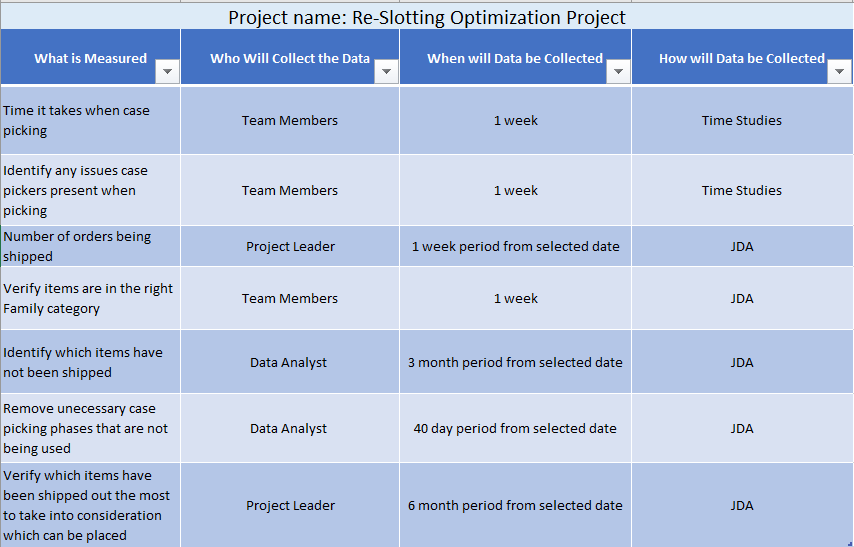 Project name: Re-Slotting Optimization Project
What is Measured
Who Will Collect the Data
When will Data be Collected
How will Data be Collected
Time it takes when case
picking
Team Members
1 week
Time Studies
Identify any issues case
pickers present when
picking
Team Members
1 week
Time Studies
Number of orders being
shipped
Project Leader
1 week period from selected date
JDA
Verify items are in the right
Family category
Team Members
1 week
JDA
Identify which items have
not been shipped
Data Analyst
3 month period from selected date
JDA
Remove unecessary case
picking phases that are not
being used
Data Analyst
40 day period from selected date
JDA
Verify which items have
been shipped out the most
to take into consideration
which can be placed
Project Leader
6 month period from selected date
JDA